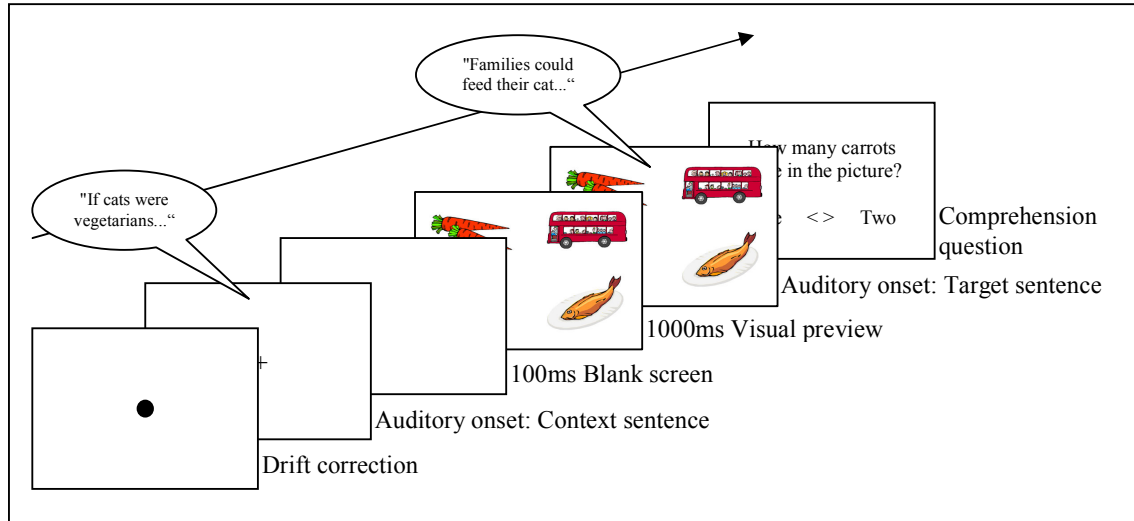 "Families could
feed their cat...“
"If cats were
vegetarians...“
many carrots
in the picture?
< > Two
Comprehension
question
Auditory onset: Target sentence
1000ms Visual preview
100ms Blank screen
+
Auditory onset: Context sentence
Drift correction